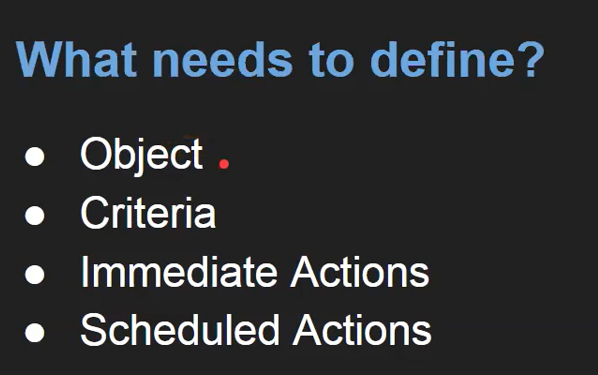 What needs to define?
● Object
● Criteria
● Immediate Actions
● Scheduled Actions